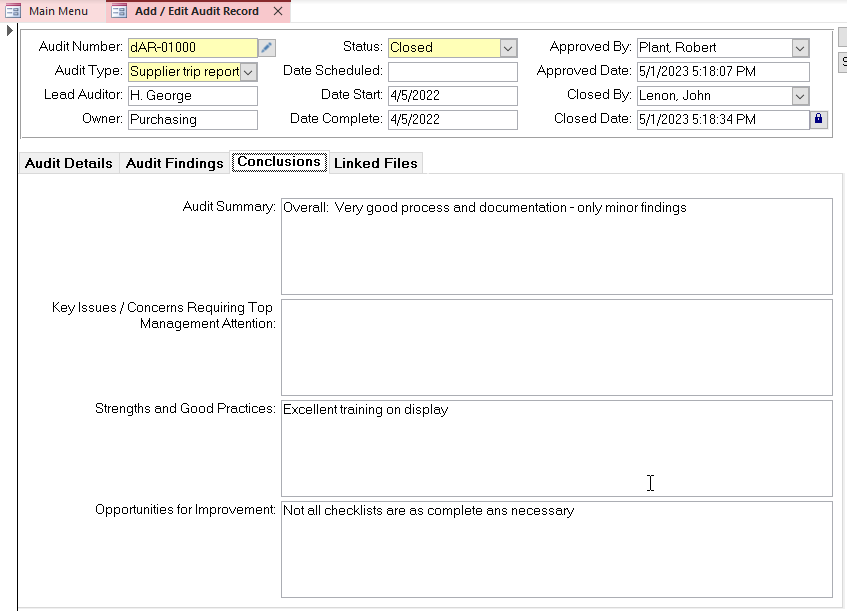 Main Menu
Add / Edit Audit Record
Audit Number: dAR-01000
Status: Closed
Approved By: Plant, Robert
Audit Type: Supplier trip report
Date Scheduled:
Approved Date: 5/1/2023 5:18:07 PM
Lead Auditor: H. George
Date Start: 4/5/2022
Closed By: Lenon, John
Owner: Purchasing
Date Complete: 4/5/2022
Closed Date: 5/1/2023 5:18:34 PM
Audit Details
Audit Findings
Conclusions
Linked Files
Audit Summary: Overall:  Very good process and documentation - only minor findings
Key Issues / Concerns Requiring Top
Management Attention:
Strengths and Good Practices: Excellent training on display
Opportunities for Improvement: Not all checklists are as complete ans necessary